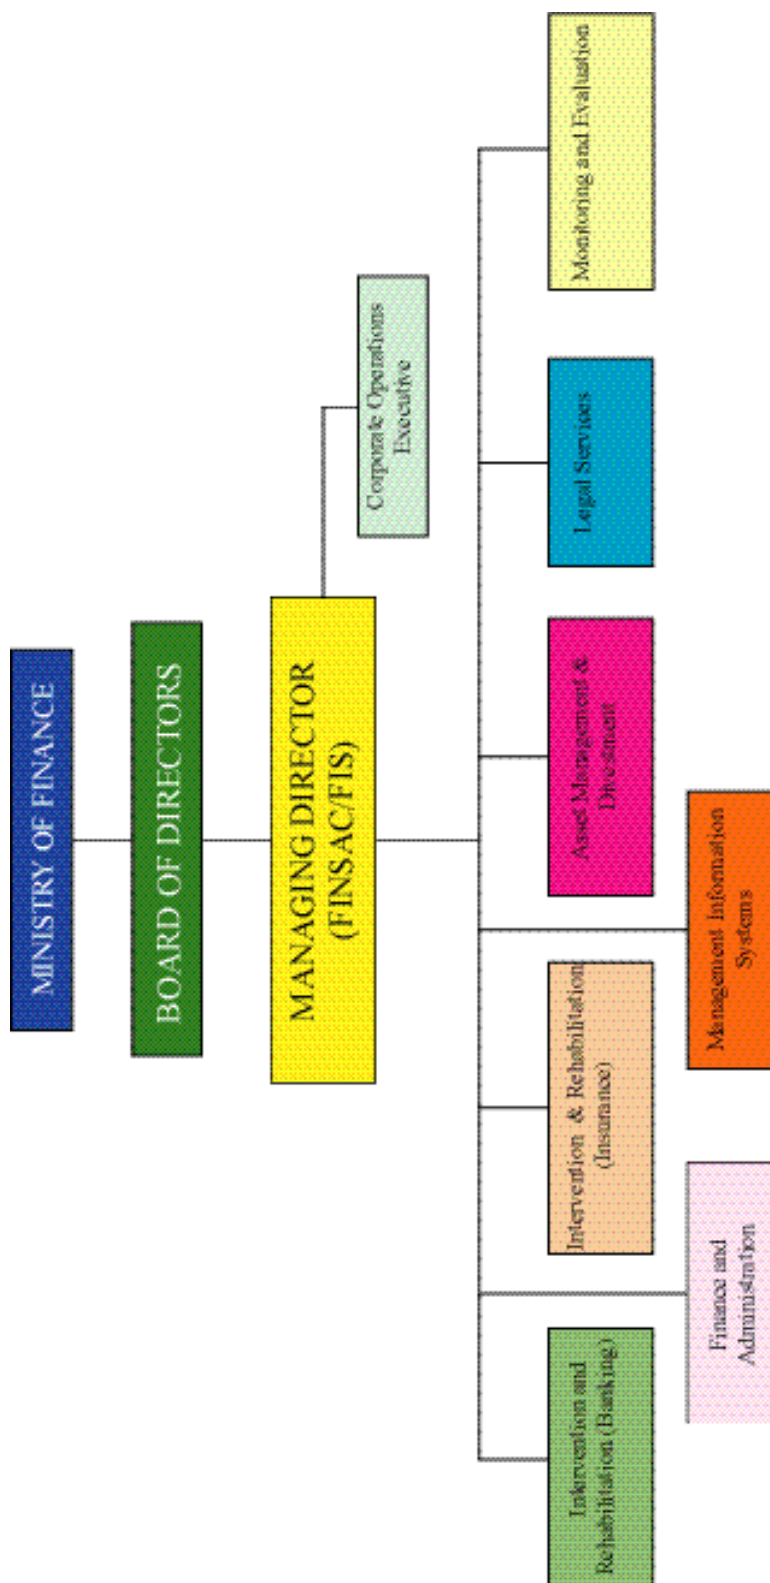 MINISTRY OF FINANCE
BOARD OF DIRECTORS
MANAGING DIRECTOR
(FINSAC/FIS)
Corporate Operations
Executive
Intervention and
Rehabilitation (Banking)
Intervention & Rehabilitation
(Insurance)
Asset Management &
Divestment
Legal Services
Monitoring and Evaluation
Finance and
Administration
Management Information
Systems